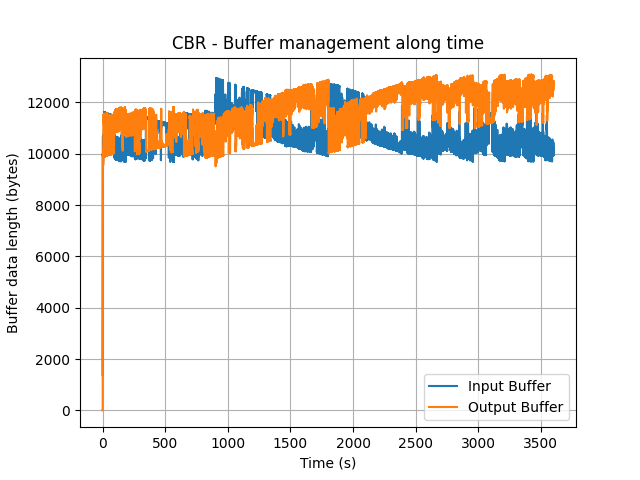 CBR - Buffer management along time
Buffer data length (bytes)
12000
10000
8000
6000
4000
2000
0
0 500 1000 1500 2000 2500 3000 3500
Time (s)
Input Buffer
Output Buffer